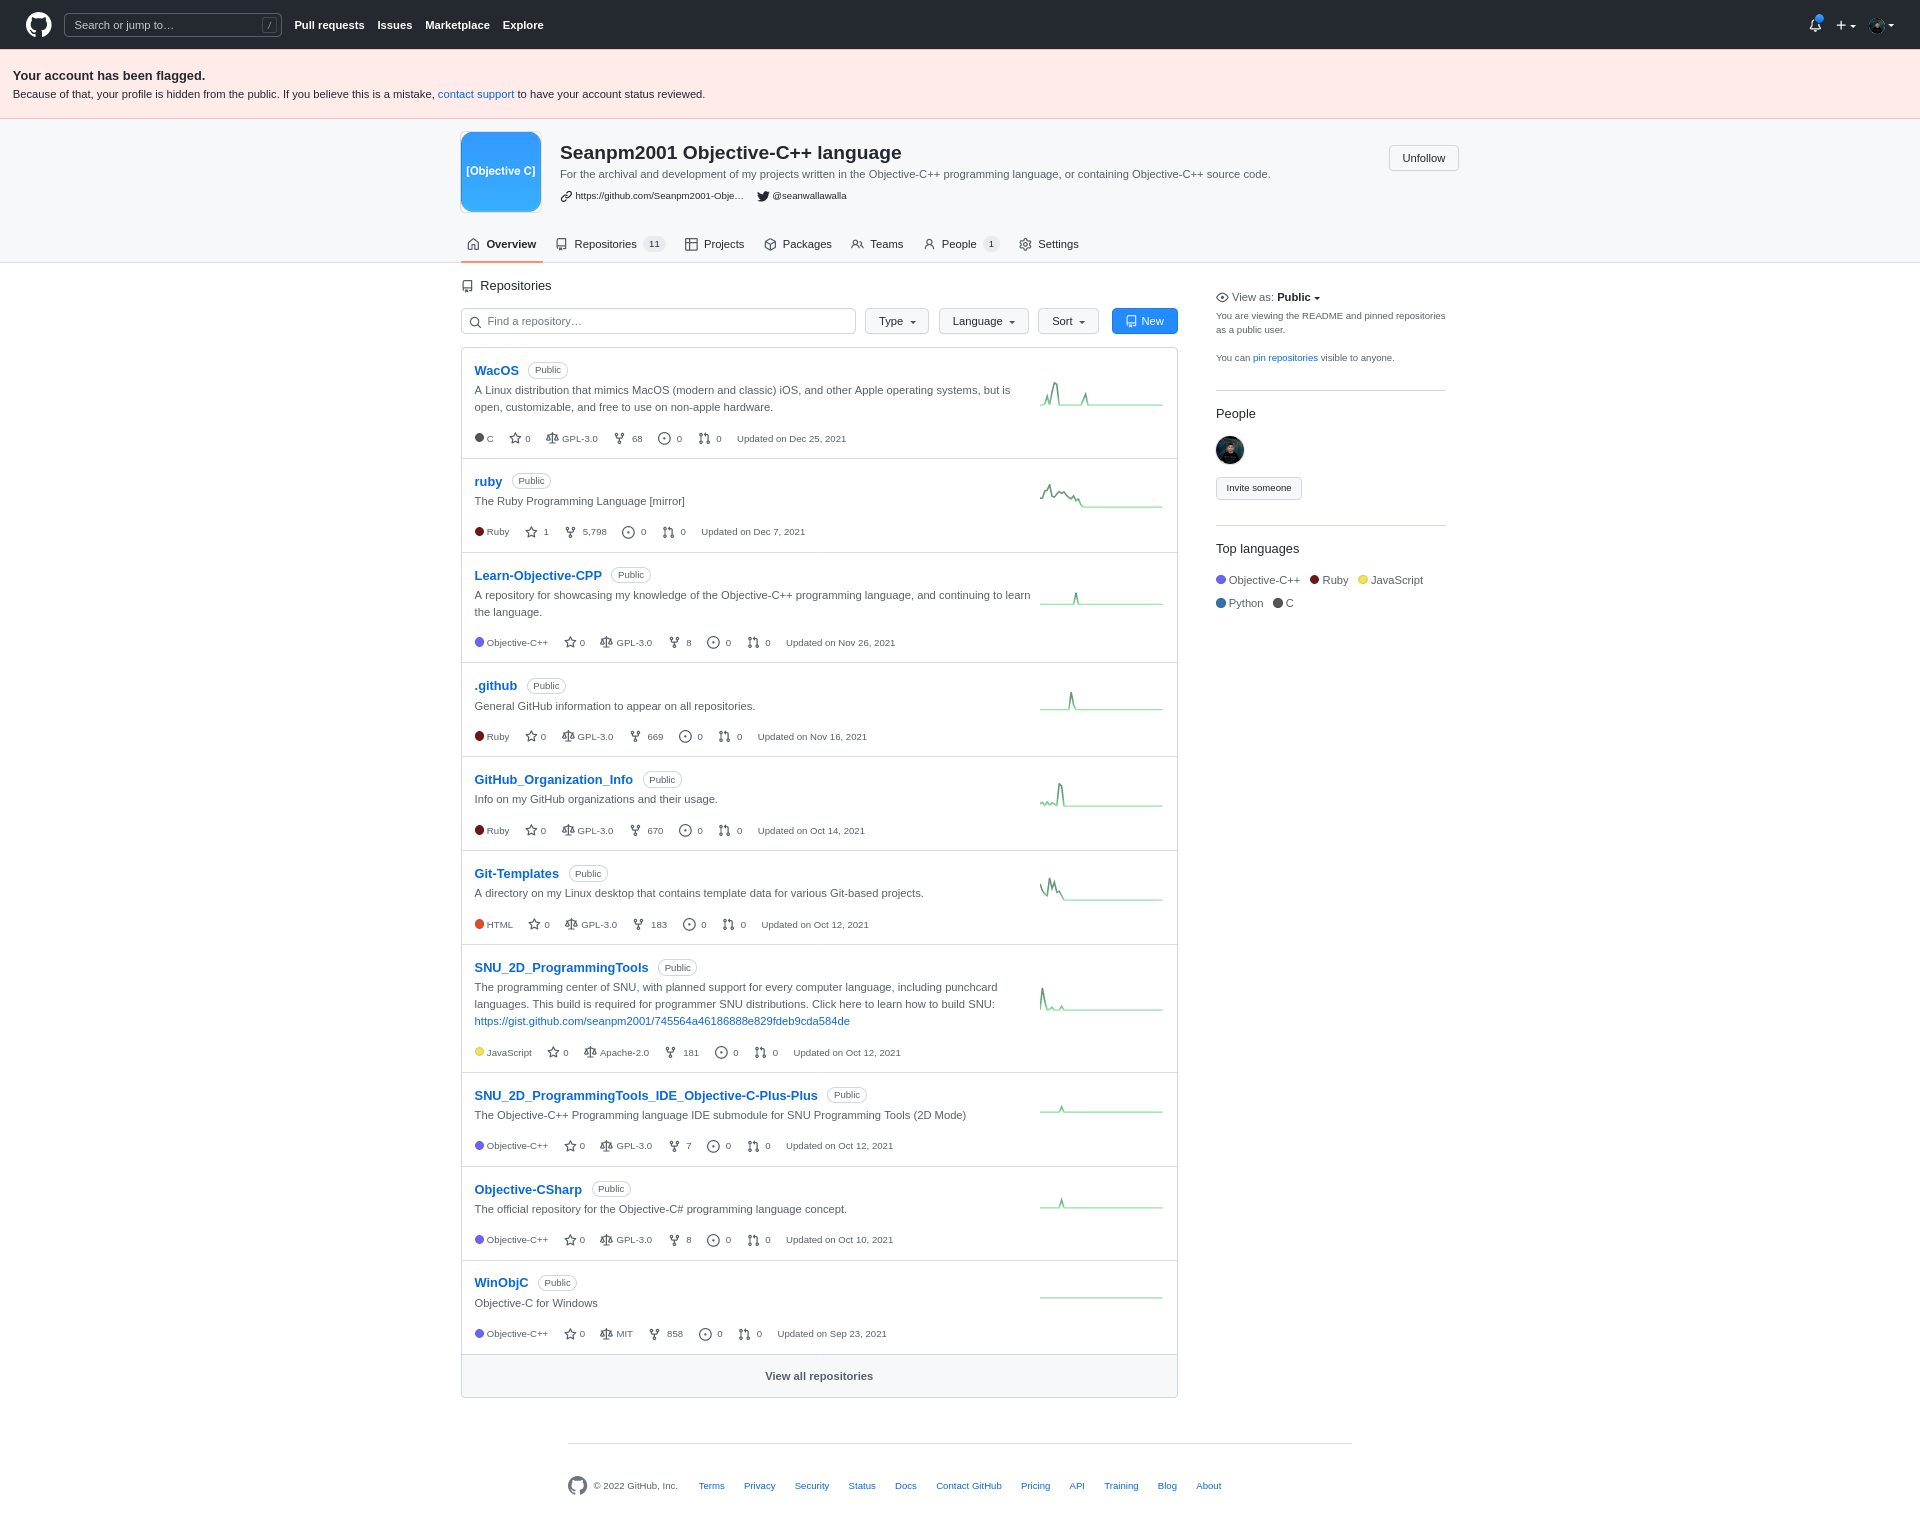 Search or jump to… /
Pull requests Issues Marketplace Explore
Your account has been flagged.
Because of that, your profile is hidden from the public. If you believe this is a mistake, contact support to have your account status reviewed.
[Objective C]
Seanpm2001 Objective-C++ language
Unfollow
For the archival and development of my projects written in the Objective-C++ programming language, or containing Objective-C++ source code.
https://github.com/Seanpm2001-Obje… @seanwallawalla
Overview Repositories 11 Projects Packages Teams People 1 Settings
Repositories
Find a repository… Type Language Sort New
WacOS Public
A Linux distribution that mimics MacOS (modern and classic) iOS, and other Apple operating systems, but is
open, customizable, and free to use on non-apple hardware.
C 0 GPL-3.0 68 0 0 Updated on Dec 25, 2021
ruby Public
The Ruby Programming Language [mirror]
Ruby 1 5,798 0 0 Updated on Dec 7, 2021
Learn-Objective-CPP Public
A repository for showcasing my knowledge of the Objective-C++ programming language, and continuing to learn
the language.
Objective-C++ 0 GPL-3.0 8 0 0 Updated on Nov 26, 2021
.github Public
General GitHub information to appear on all repositories.
Ruby 0 GPL-3.0 669 0 0 Updated on Nov 16, 2021
GitHub_Organization_Info Public
Info on my GitHub organizations and their usage.
Ruby 0 GPL-3.0 670 0 0 Updated on Oct 14, 2021
Git-Templates Public
A directory on my Linux desktop that contains template data for various Git-based projects.
HTML 0 GPL-3.0 183 0 0 Updated on Oct 12, 2021
SNU_2D_ProgrammingTools Public
The programming center of SNU, with planned support for every computer language, including punchcard
languages. This build is required for programmer SNU distributions. Click here to learn how to build SNU:
https://gist.github.com/seanpm2001/745564a46186888e829fdeb9cda584de
JavaScript 0 Apache-2.0 181 0 0 Updated on Oct 12, 2021
SNU_2D_ProgrammingTools_IDE_Objective-C-Plus-Plus Public
The Objective-C++ Programming language IDE submodule for SNU Programming Tools (2D Mode)
Objective-C++ 0 GPL-3.0 7 0 0 Updated on Oct 12, 2021
Objective-CSharp Public
The official repository for the Objective-C# programming language concept.
Objective-C++ 0 GPL-3.0 8 0 0 Updated on Oct 10, 2021
WinObjC Public
Objective-C for Windows
Objective-C++ 0 MIT 858 0 0 Updated on Sep 23, 2021
View all repositories
View as: Public
You are viewing the README and pinned repositories
as a public user.
You can pin repositories visible to anyone.
People
Invite someone
Top languages
Objective-C++ Ruby JavaScript
Python C
© 2022 GitHub, Inc. Terms Privacy Security Status Docs Contact GitHub Pricing API Training Blog About